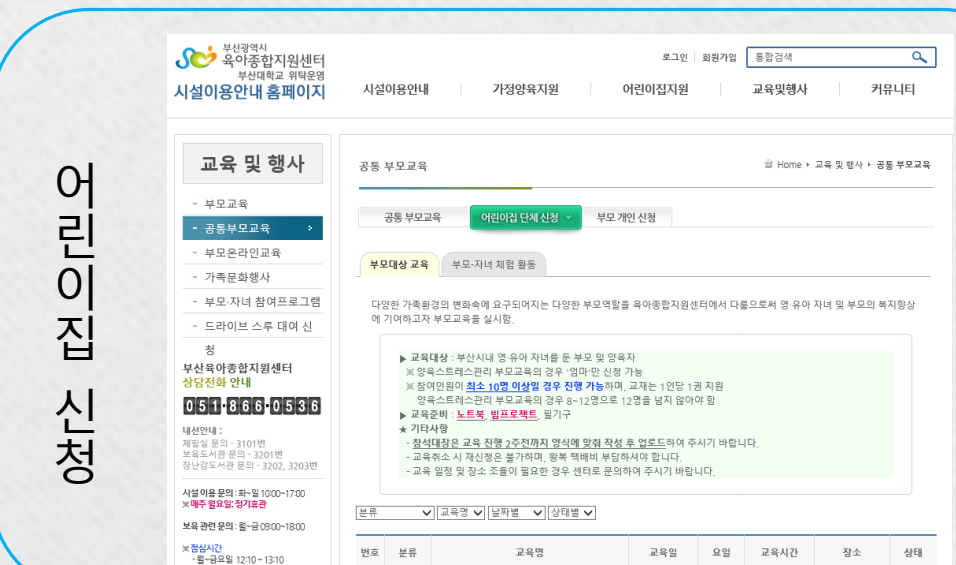 어린이집 신청
부산광역시
육아종합지원센터
부산대학교 위탁운영
시설이용안내 홈페이지
로그인 회원가입 통합검색
시설이용안내 가정양육지원 어린이집지원 교육및행사 커뮤니티
교육 및 행사
- 부모교육
- 공통부모교육 >
- 부모온라인교육
- 가족문화행사
- 부모·자녀 참여프로그램
- 드라이브 스루 대여 신
청
부산육아종합지원센터
상담전화 안내
051·866·0536
내선안내 :
체험실 문의 - 3101번
보육도서관 문의 - 3201번
장난감도서관 문의 - 3202, 3203번
시설 이용 문의 : 화~일 10:00~17:00
※매주 월요일: 정기휴관
보육 관련 문의 : 월~금 09:00~18:00
※점심시간
- 월~금요일 12:10 ~ 13:10
공통 부모교육
Home 교육 및 행사 공통 부모교육
공통 부모교육 어린이집 단체 신청 부모 개인 신청
부모대상 교육 부모-자녀 체험 활동
다양한 가족환경의 변화속에 요구되어지는 다양한 부모역할을 육아종합지원센터에서 다룸으로써 영·유아 자녀 및 부모의 복지향상
에 기여하고자 부모교육을 실시함.
▶ 교육대상 : 부산시내 영·유아 자녀를 둔 부모 및 양육자
※ 양육스트레스관리 부모교육의 경우 '엄마'만 신청 가능
※ 참여인원이 최소 10명 이상일 경우 진행 가능하며, 교재는 1인당 1권 지원
양육스트레스관리 부모교육의 경우 8~12명으로 12명을 넘지 않아야 함
▶ 교육준비 : 노트북, 빔프로젝트, 필기구
★ 기타사항
- 참석대장은 교육 진행 2주전까지 양식에 맞춰 작성 후 업로드하여 주시기 바랍니다.
- 교육취소 시 재신청은 불가하며, 왕복 택배비 부담하셔야 합니다.
- 교육 일정 및 장소 조율이 필요한 경우 센터로 문의하여 주시기 바랍니다.
분류 교육명 날짜별 상태별
번호 분류 교육명 교육일 요일 교육시간 장소 상태